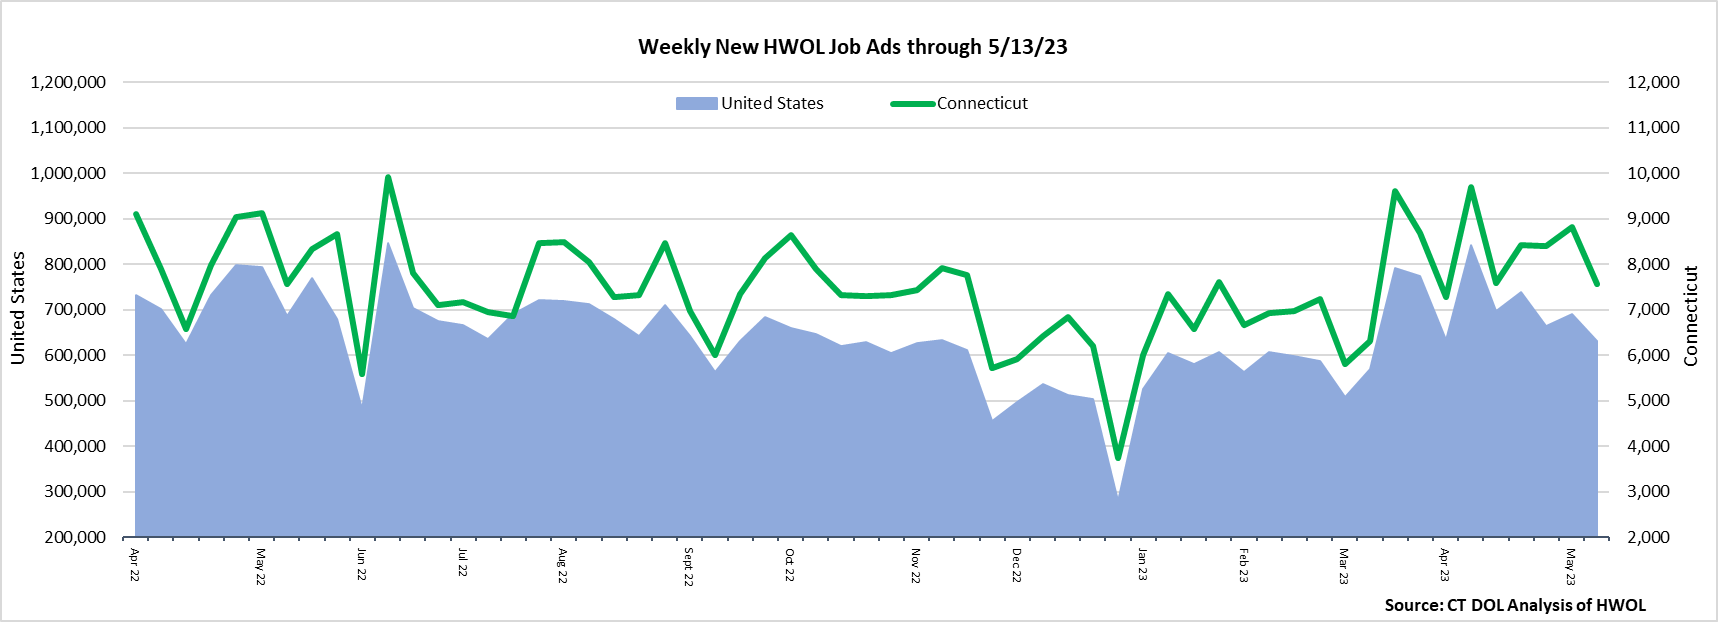 Weekly New HWOL Job Ads through 5/13/23
United States
Connecticut
1,200,000
1,100,000
1,000,000
900,000
800,000
700,000
600,000
500,000
400,000
300,000
200,000
United States
12,000
11,000
10,000
9,000
8,000
7,000
6,000
5,000
4,000
3,000
2,000
Connecticut
Apr 22
May 22
Jun 22
Jul 22
Aug 22
Sept 22
Oct 22
Nov 22
Dec 22
Jan 23
Feb 23
Mar 23
Apr 23
May 23
Source: CT DOL Analysis of HWOL